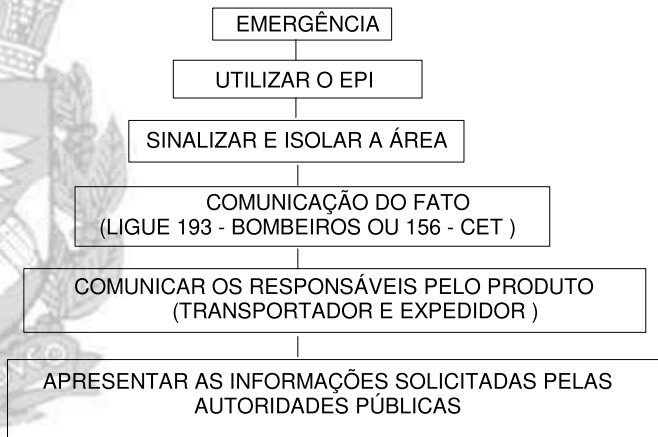 EMERGÊNCIA
UTILIZAR O EPI
SINALIZAR E ISOLAR A ÁREA
COMUNICAÇÃO DO FATO
(LIGUE 193 - BOMBEIROS OU 156 - CET )
COMUNICAR OS RESPONSÁVEIS PELO PRODUTO
(TRANSPORTADOR E EXPEDIDOR )
APRESENTAR AS INFORMAÇÕES SOLICITADAS PELAS
AUTORIDADES PÚBLICAS